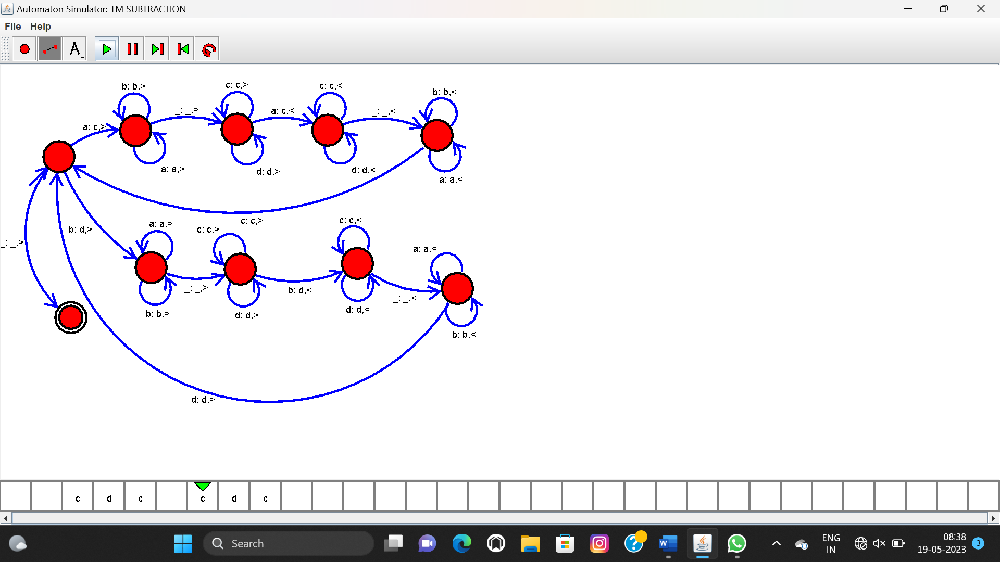 Automaton Simulator: TM SUBTRACTION
File Help
A
b: b,>
c: c,>
c: c,<
b: b,<
a: c,>
_: _,>
a: c,<
_: _,<
a: a,>
d: d,>
d: d,<
a: a,<
c: c,>
b: d,>
_: _,>
a: a,>
c: c,>
c: c,<
a: a,<
_: _,>
b: d,<
_: _,<
b: b,>
d: d,>
d: d,<
b: b,<
d: d,>
c d c c d c
Search
ENG
IN
08:38
19-05-2023
3